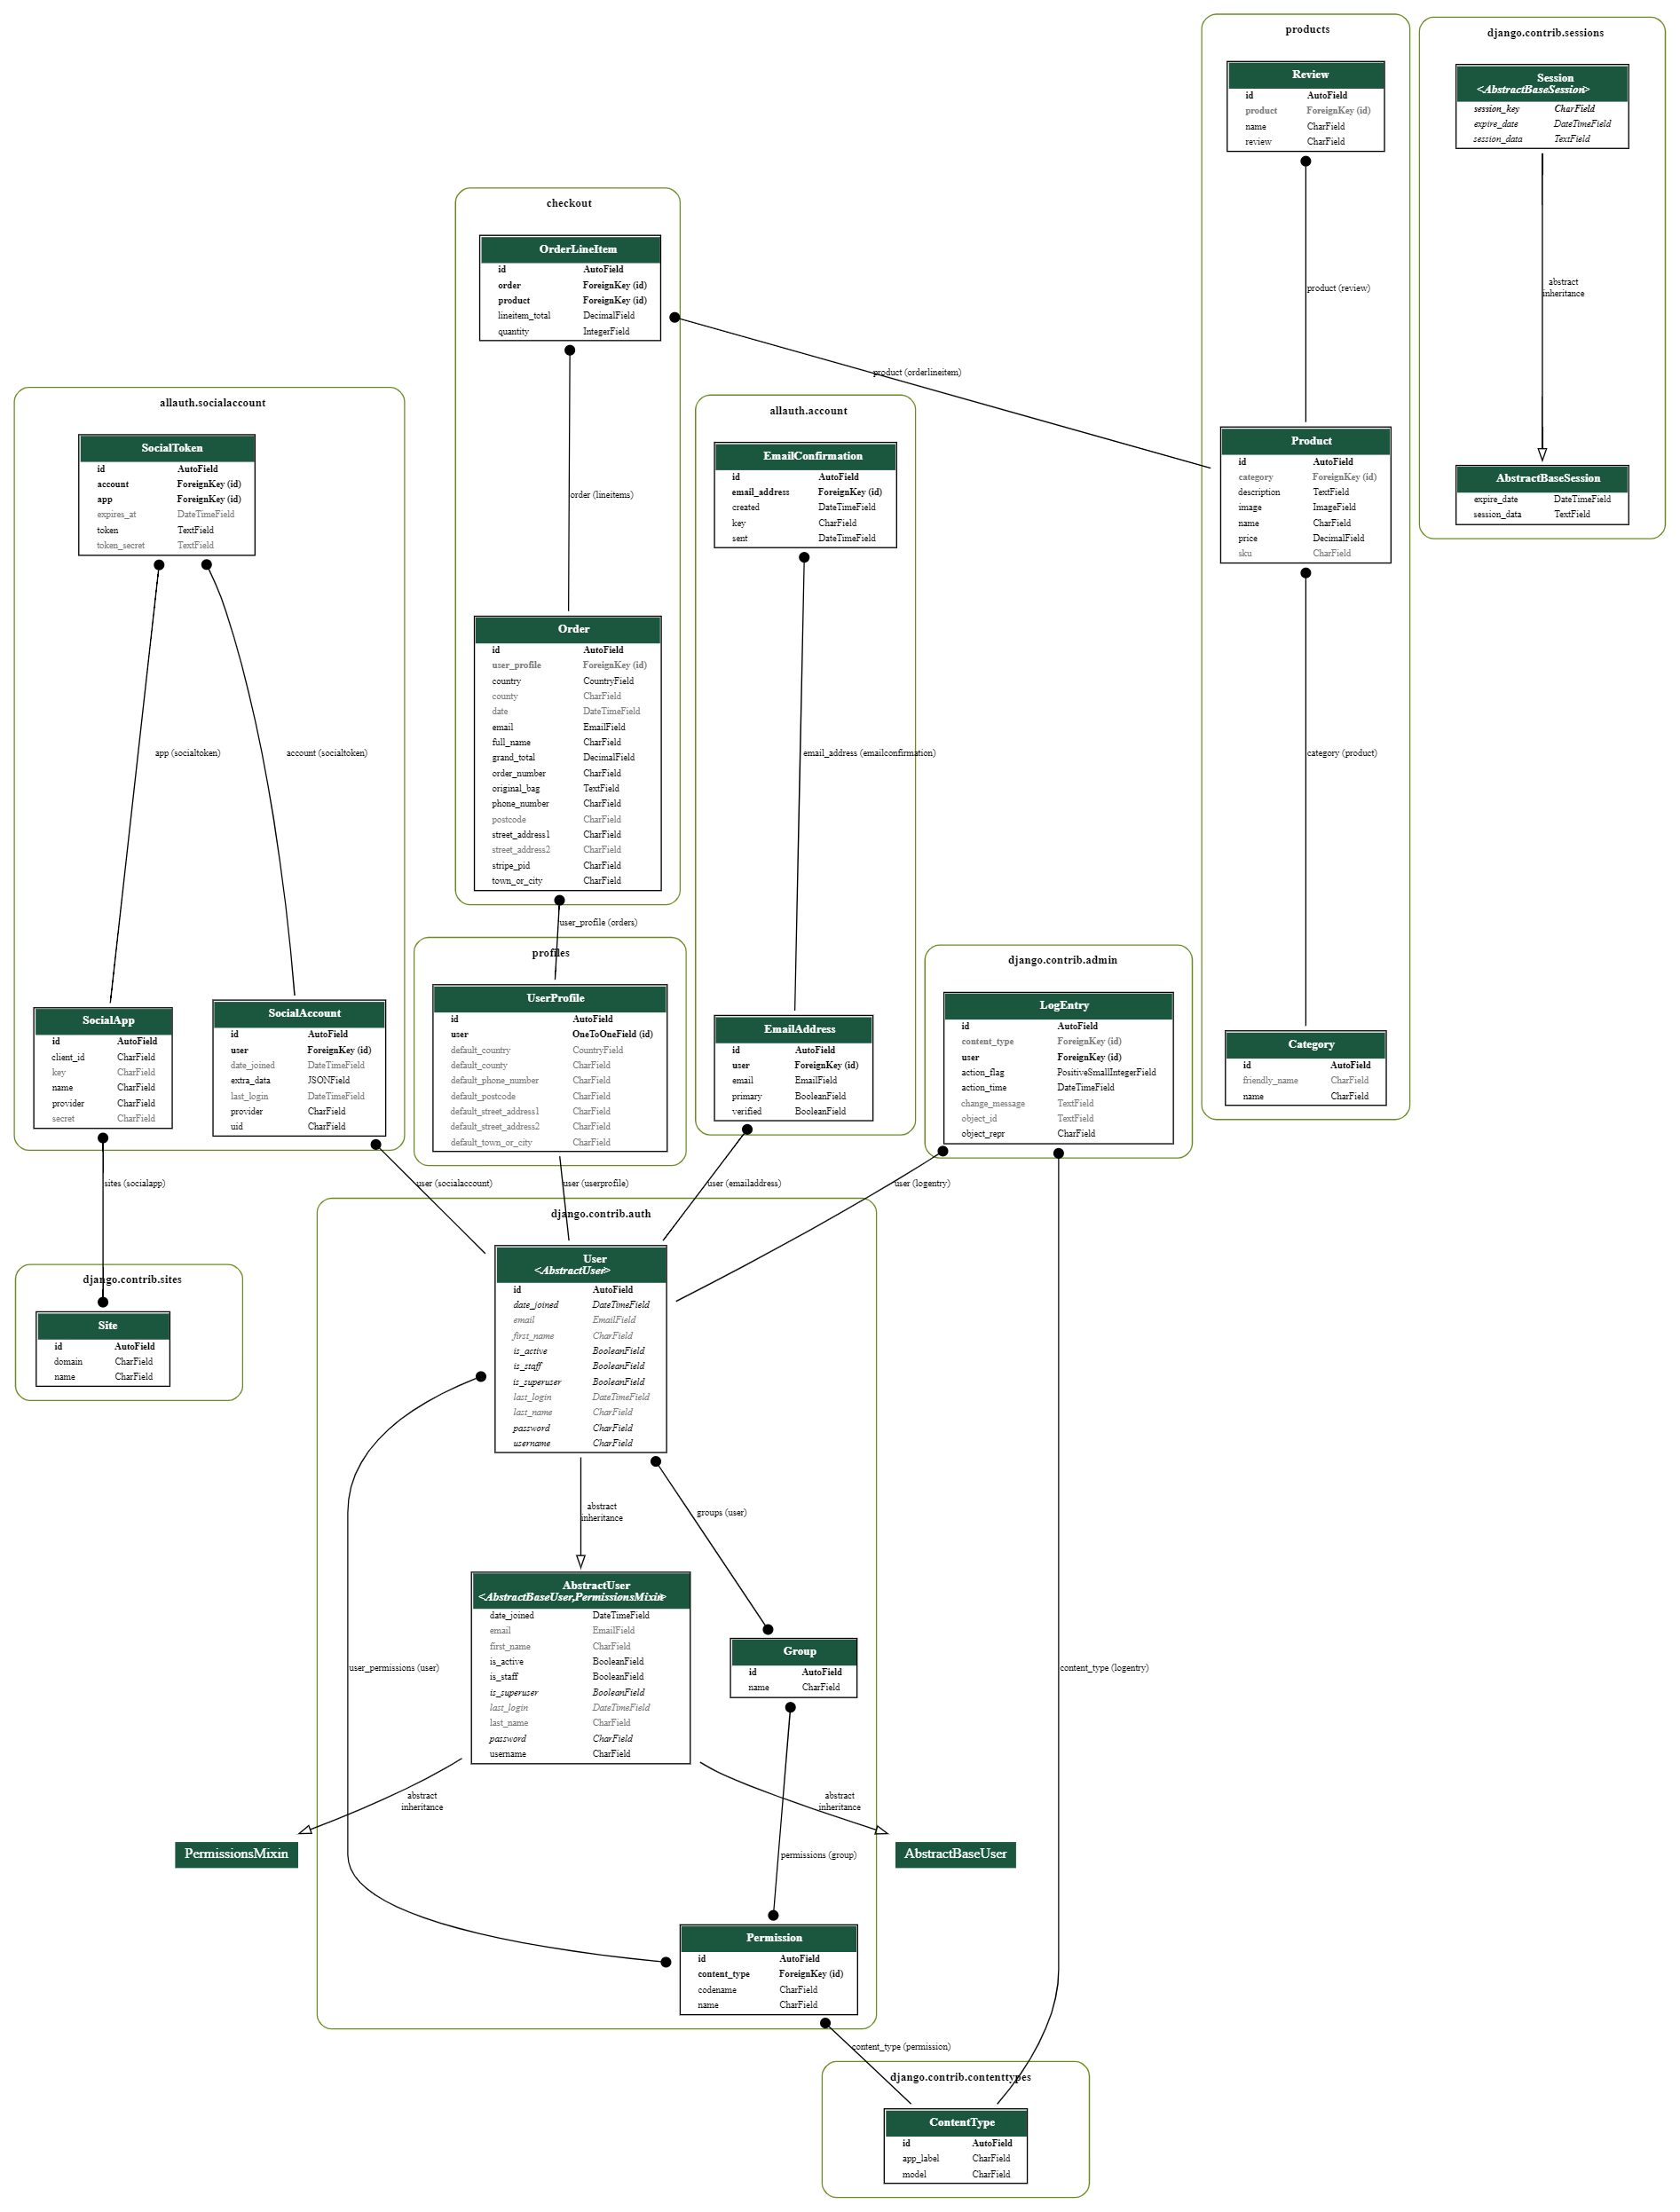 products
Review
id AutoField
product ForeignKey (id)
name CharField
review CharField
product (review)
Product
id AutoField
category ForeignKey (id)
description TextField
image ImageField
name CharField
price DecimalField
sku CharField
category (product)
Category
id AutoField
friendly_name CharField
name CharField
django.contrib.sessions
Session
<AbstractBaseSession>
session_key CharField
expire_date DateTimeField
session_data TextField
abstract
inheritance
AbstractBaseSession
expire_date DateTimeField
session_data TextField
checkout
OrderLineItem
id AutoField
order ForeignKey (id)
product ForeignKey (id)
lineitem_total DecimalField
quantity IntegerField
product (orderlineitem)
order (lineitems)
Order
id AutoField
user_profile ForeignKey (id)
country CountryField
county CharField
date DateTimeField
email EmailField
full_name CharField
grand_total DecimalField
order_number CharField
original_bag TextField
phone_number CharField
postcode CharField
street_address1 CharField
street_address2 CharField
stripe_pid CharField
town_or_city CharField
user_profile (orders)
allauth.socialaccount
SocialToken
id AutoField
account ForeignKey (id)
app ForeignKey (id)
expires_at DateTimeField
token TextField
token_secret TextField
app (socialtoken)
account (socialtoken)
SocialApp
id AutoField
client_id CharField
key CharField
name CharField
provider CharField
secret CharField
SocialAccount
id AutoField
user ForeignKey (id)
date_joined DateTimeField
extra_data JSONField
last_login DateTimeField
provider CharField
uid CharField
allauth.account
EmailConfirmation
id AutoField
email_address ForeignKey (id)
created DateTimeField
key CharField
sent DateTimeField
email_address (emailconfirmation)
EmailAddress
id AutoField
user ForeignKey (id)
email EmailField
primary BooleanField
verified BooleanField
profiles
UserProfile
id AutoField
user OneToOneField (id)
default_country CountryField
default_county CharField
default_phone_number CharField
default_postcode CharField
default_street_address1 CharField
default_street_address2 CharField
default_town_or_city CharField
django.contrib.admin
LogEntry
id AutoField
content_type ForeignKey (id)
user ForeignKey (id)
action_flag PositiveSmallIntegerField
action_time DateTimeField
change_message TextField
object_id TextField
object_repr CharField
sites (socialapp)
user (socialaccount)
user (userprofile)
user (emailaddress)
user (logentry)
django.contrib.sites
Site
id AutoField
domain CharField
name CharField
django.contrib.auth
User
<AbstractUser>
id AutoField
date_joined DateTimeField
email EmailField
first_name CharField
is_active BooleanField
is_staff BooleanField
is_superuser BooleanField
last_login DateTimeField
last_name CharField
password CharField
username CharField
abstract
inheritance
groups (user)
AbstractUser
<AbstractBaseUser,PermissionsMixin>
date_joined DateTimeField
email EmailField
first_name CharField
is_active BooleanField
is_staff BooleanField
is_superuser BooleanField
last_login DateTimeField
last_name CharField
password CharField
username CharField
Group
id AutoField
name CharField
user_permissions (user)
content_type (logentry)
abstract
inheritance
abstract
inheritance
PermissionsMixin
AbstractBaseUser
permissions (group)
Permission
id AutoField
content_type ForeignKey (id)
codename CharField
name CharField
content_type (permission)
django.contrib.contenttypes
ContentType
id AutoField
app_label CharField
model CharField